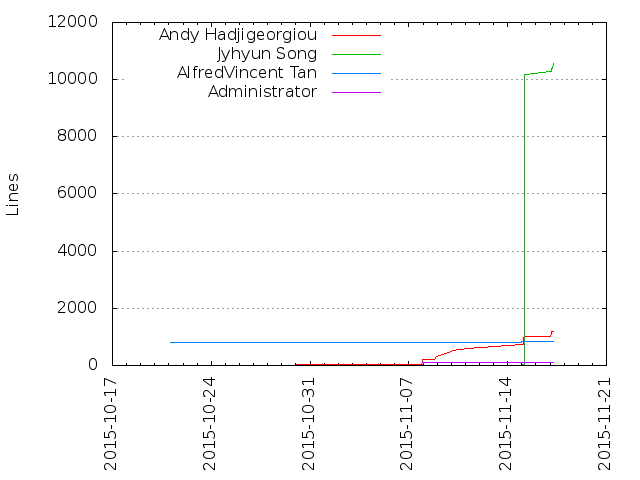 12000
10000
8000
6000
4000
2000
0
Lines
Andy Hadjigeorgiou
Jyhyun Song
AlfredVincent Tan
Administrator
2015-10-17
2015-10-24
2015-10-31
2015-11-07
2015-11-14
2015-11-21